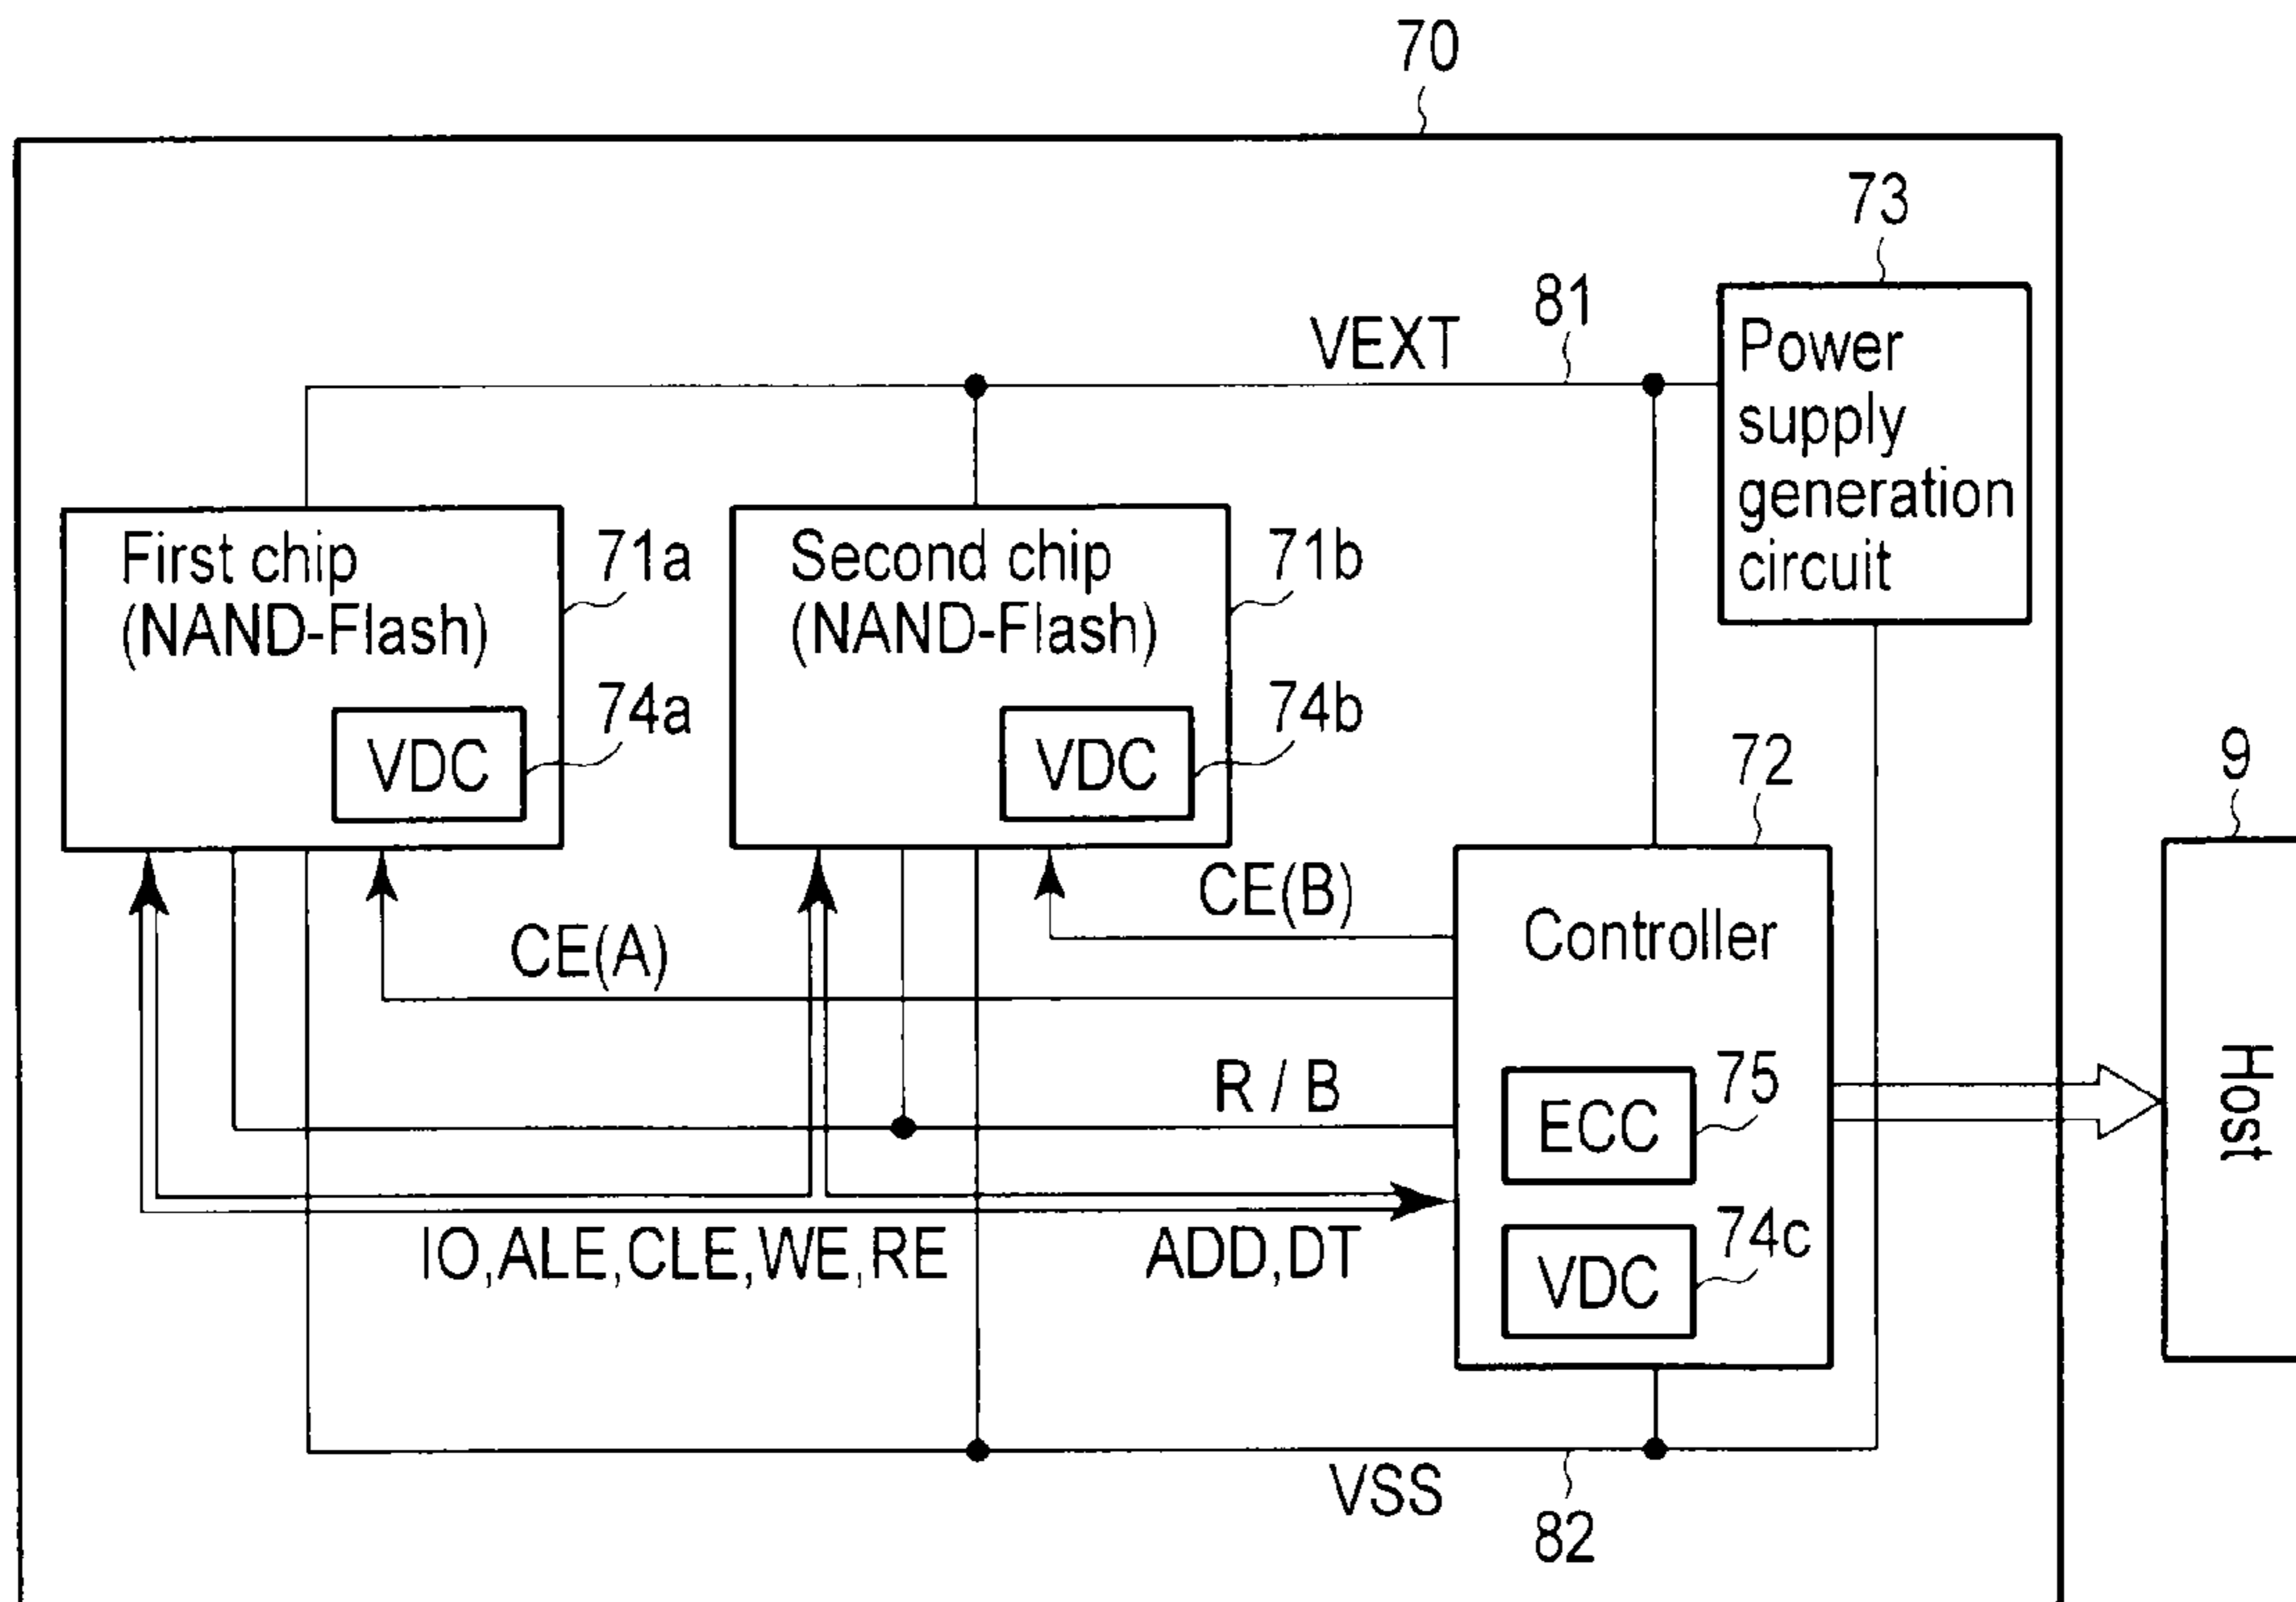 70
73
81
VEXT
Power
supply
generation
circuit
First chip
(NAND-Flash)
71a
Second chip
(NAND-Flash)
71b
74a
VDC
74b
VDC
72
9
CE(B)
CE(A)
Controller
Host
R / B
75
ECC
IO,ALE,CLE,WE,RE
ADD,DT
74c
VDC
VSS
82